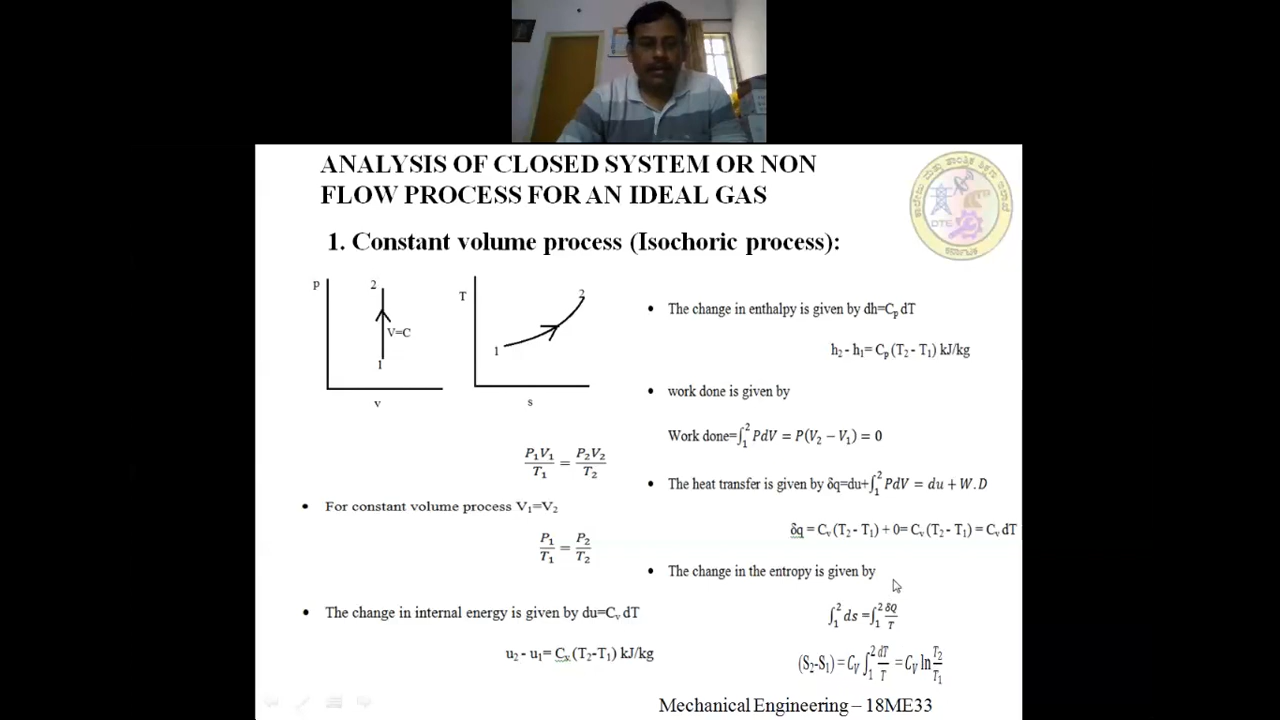 ANALYSIS OF CLOSED SYSTEM OR NON
FLOW PROCESS FOR AN IDEAL GAS
1. Constant volume process (Isochoric process):
p
2
V=C
1
v
T
2
1
s
P₁V₁/T₁ = P₂V₂/T₂
• For constant volume process V₁=V₂
P₁/T₁ = P₂/T₂
• The change in internal energy is given by du=Cᵥ dT
u₂ - u₁= Cᵥ (T₂-T₁) kJ/kg
• The change in enthalpy is given by dh=Cₚ dT
h₂ - h₁= Cₚ (T₂ - T₁) kJ/kg
• work done is given by
Work done=∫₁² PdV = P(V₂ − V₁) = 0
• The heat transfer is given by δq=du+∫₁² PdV = du + W.D
δq = Cᵥ (T₂ - T₁) + 0= Cᵥ (T₂ - T₁) = Cᵥ dT
• The change in the entropy is given by
∫₁² ds =∫₁² δQ/T
(S₂-S₁) = C_V ∫₁² dT/T = C_V ln T₂/T₁
DTE
Mechanical Engineering – 18ME33